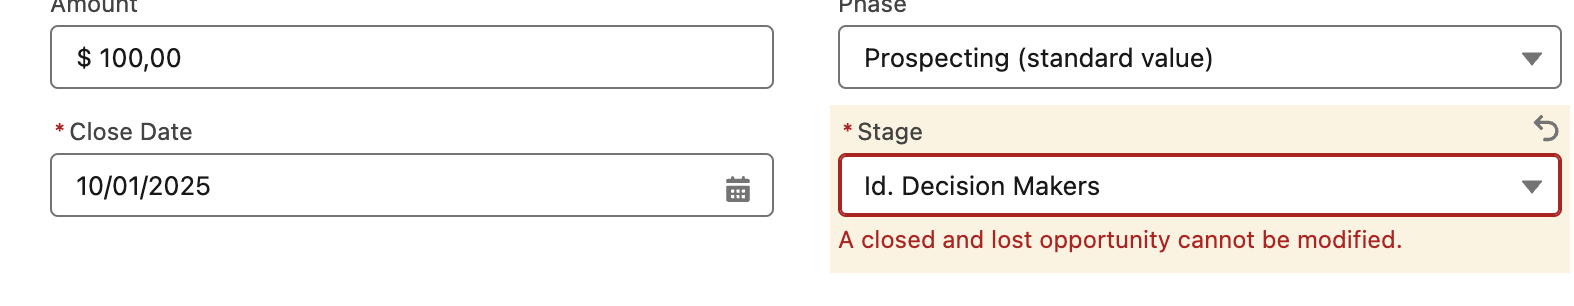 Amount
Phase
$ 100,00
Prospecting (standard value)
* Close Date
* Stage
10/01/2025
Id. Decision Makers
A closed and lost opportunity cannot be modified.